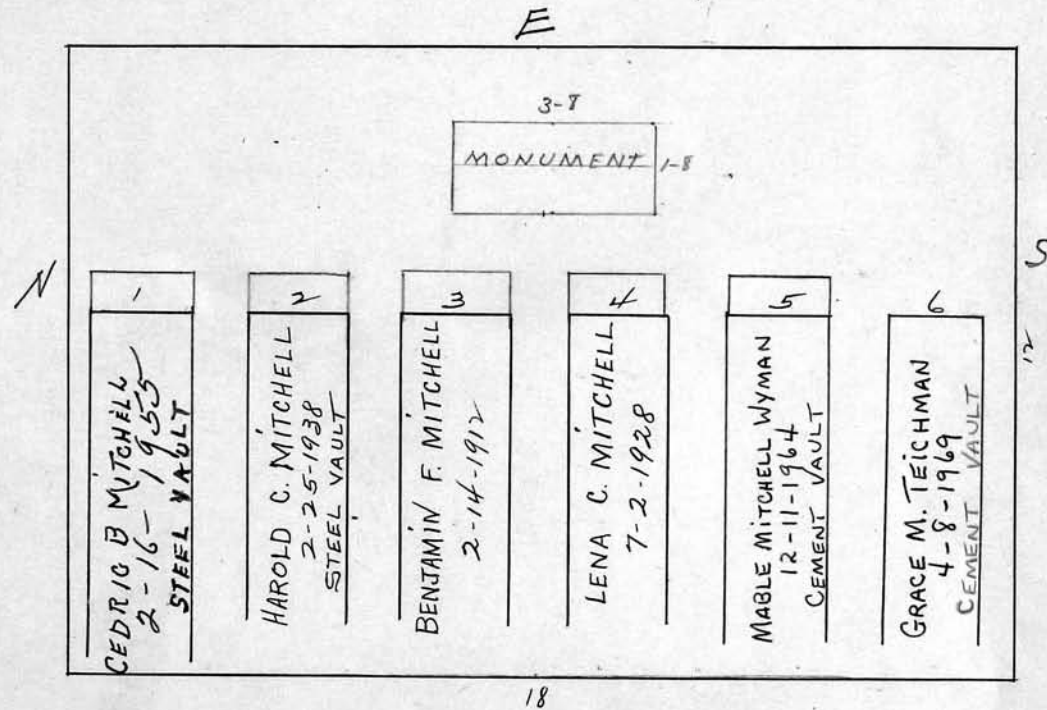 E
3-8
MONUMENT
1-8
N
S
12
1
CEDRIC B MITCHELL
2-16-1955
STEEL VAULT
2
HAROLD C. MITCHELL
2-25-1938
STEEL VAULT
3
BENJAMIN F. MITCHELL
2-14-1912
4
LENA C. MITCHELL
7-2-1928
5
MABLE MITCHELL WYMAN
12-11-1964
CEMENT VAULT
6
GRACE M. TEICHMAN
4-8-1969
CEMENT VAULT
18